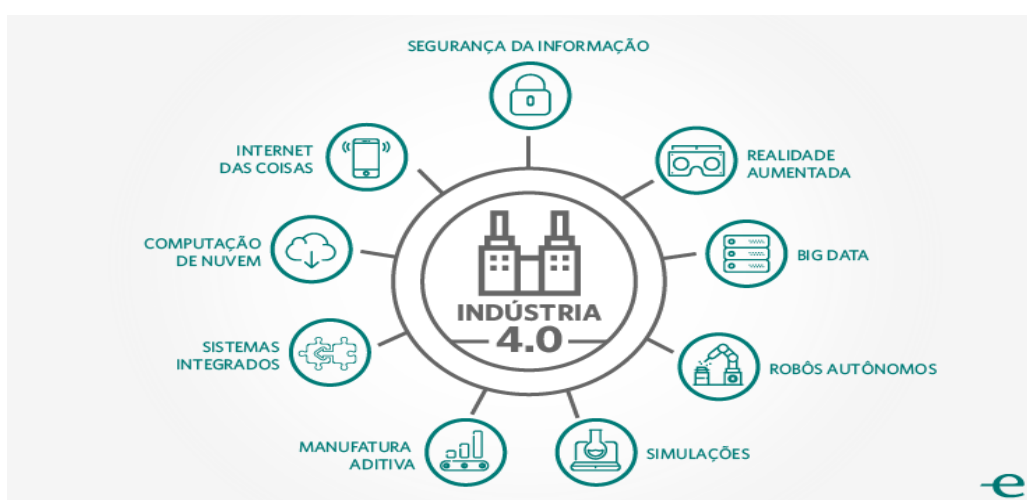 SEGURANÇA DA INFORMAÇÃO
INTERNET
DAS COISAS
REALIDADE
AUMENTADA
COMPUTAÇÃO
DE NUVEM
BIG DATA
INDÚSTRIA
4.0
SISTEMAS
INTEGRADOS
ROBÔS AUTÔNOMOS
MANUFATURA
ADITIVA
SIMULAÇÕES
e